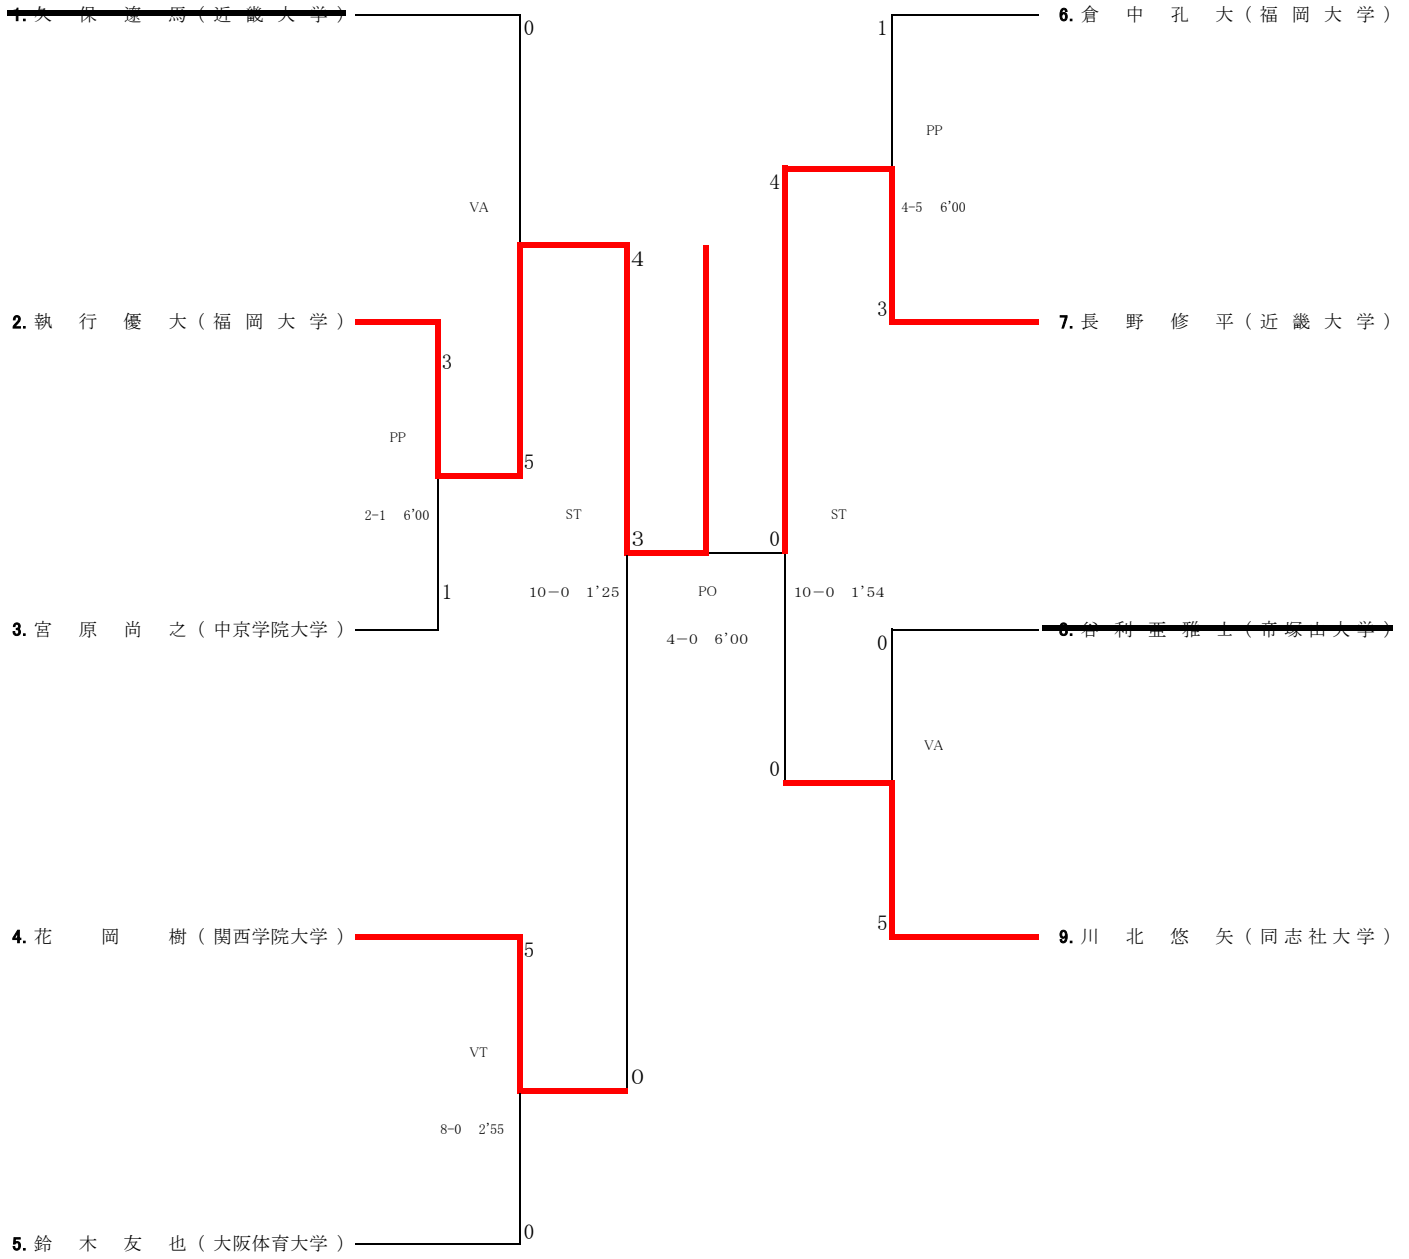 1. 久保遼馬（近畿大学）
0
VA
2. 執行優大（福岡大学）
3
PP
5
2-1 6'00
1
3. 宮原尚之（中京学院大学）
4
ST
3
10－0 1’25
4. 花岡樹（関西学院大学）
5
VT
0
8-0 2'55
0
5. 鈴木友也（大阪体育大学）
PO
4－0 6’00
6. 倉中孔大（福岡大学）
1
PP
4
4-5 6'00
3
7. 長野修平（近畿大学）
ST
0
10－0 1’54
8. 谷利亜雅士（帝塚山大学）
0
VA
0
5
9. 川北悠矢（同志社大学）